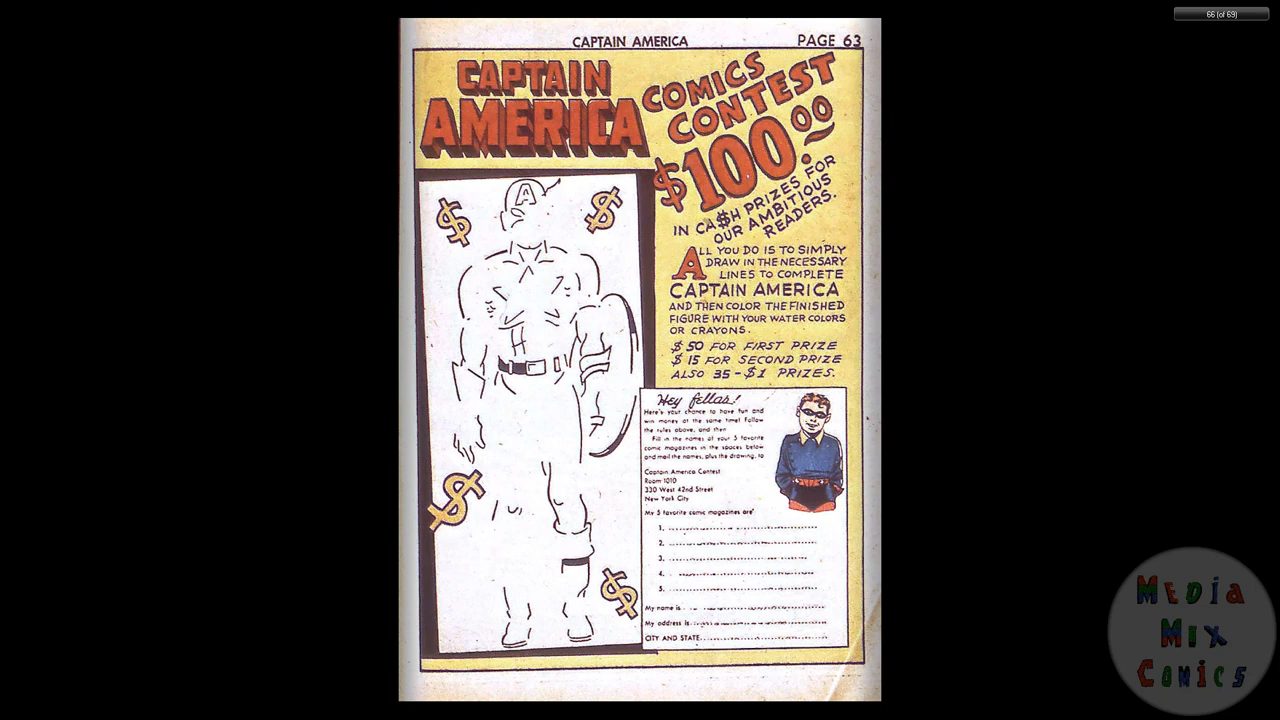 66 (of 69)
CAPTAIN AMERICA
PAGE 63
CAPTAIN
AMERICA
COMICS
CONTEST
$100.00
IN CA$H PRIZES FOR
OUR AMBITIOUS
READERS.
ALL YOU DO IS TO SIMPLY
DRAW IN THE NECESSARY
LINES TO COMPLETE
CAPTAIN AMERICA
AND THEN COLOR THE FINISHED
FIGURE WITH YOUR WATER COLORS
OR CRAYONS.
$50 FOR FIRST PRIZE
$15 FOR SECOND PRIZE
ALSO 35-$1 PRIZES.
A
$
$
$
$
Hey fellas!
Here's your chance to have fun and
win money at the same time! Follow
the rules above, and then
Fill in the names of your 5 favorite
comic magazines in the spaces below
and mail the names, plus the drawing, to
Captain America Contest
Room 1010
330 West 42nd Street
New York City
My 5 favorite comic magazines are
1.
2.
3.
4.
5.
My name is
My address is
CITY AND STATE
MEDiA
MiX
COMiCS